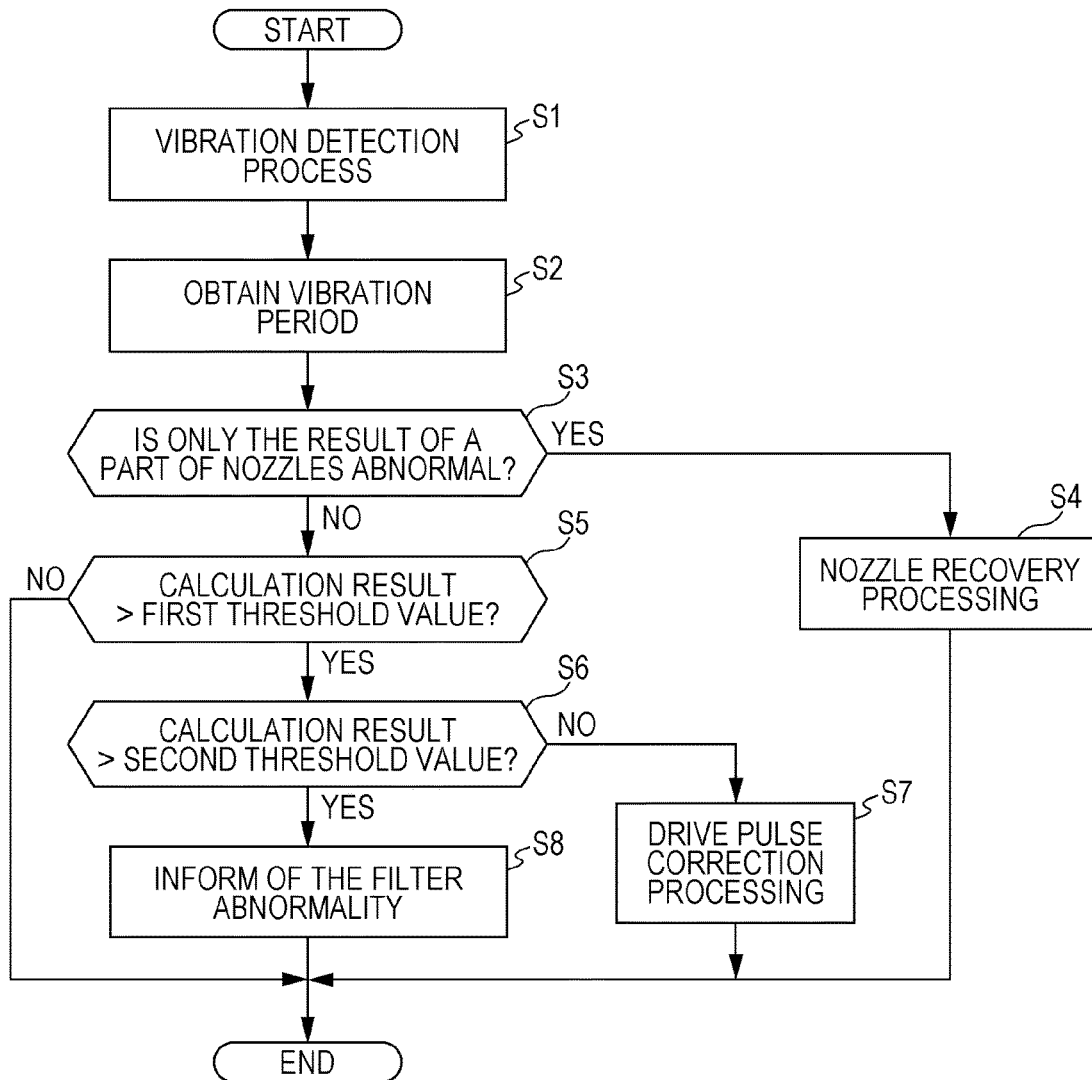 START
S1
VIBRATION DETECTION
PROCESS
S2
OBTAIN VIBRATION
PERIOD
S3
IS ONLY THE RESULT OF A
PART OF NOZZLES ABNORMAL?
YES
NO
S4
NOZZLE RECOVERY
PROCESSING
S5
NO
CALCULATION RESULT
> FIRST THRESHOLD VALUE?
YES
S6
CALCULATION RESULT
> SECOND THRESHOLD VALUE?
NO
YES
S7
DRIVE PULSE
CORRECTION
PROCESSING
S8
INFORM OF THE FILTER
ABNORMALITY
END